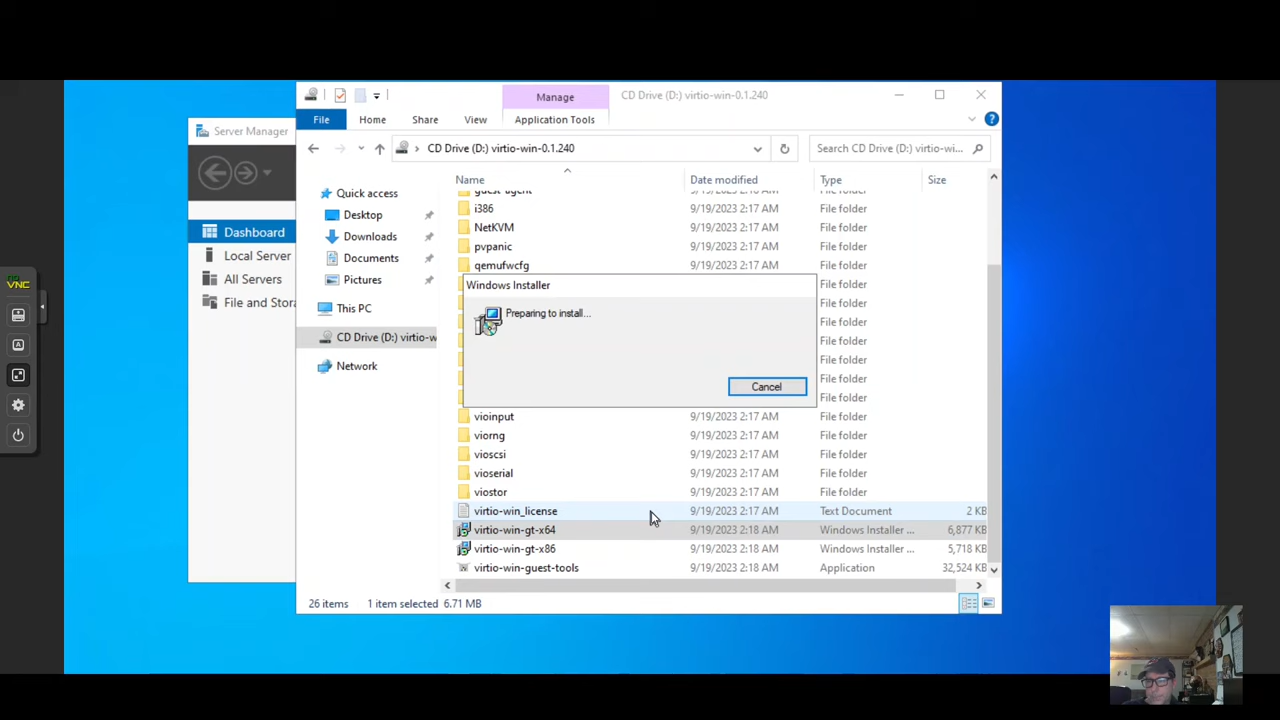 Manage
CD Drive (D:) virtio-win-0.1.240
File
Home
Share
View
Application Tools
CD Drive (D:) virtio-win-0.1.240
Search CD Drive (D:) virtio-wi...
Server Manager
Dashboard
Local Server
All Servers
File and Stora
Quick access
Desktop
Downloads
Documents
Pictures
This PC
CD Drive (D:) virtio-w
Network
Name
Date modified
Type
Size
guest-agent 9/19/2023 2:18 AM File folder
i386 9/19/2023 2:17 AM File folder
NetKVM 9/19/2023 2:17 AM File folder
pvpanic 9/19/2023 2:17 AM File folder
qemufwcfg 9/19/2023 2:17 AM File folder
File folder
File folder
File folder
File folder
File folder
File folder
File folder
Windows Installer
Preparing to install...
Cancel
vioinput 9/19/2023 2:17 AM File folder
viorng 9/19/2023 2:17 AM File folder
vioscsi 9/19/2023 2:17 AM File folder
vioserial 9/19/2023 2:17 AM File folder
viostor 9/19/2023 2:17 AM File folder
virtio-win_license 9/19/2023 2:17 AM Text Document 2 KB
virtio-win-gt-x64 9/19/2023 2:18 AM Windows Installer ... 6,877 KB
virtio-win-gt-x86 9/19/2023 2:18 AM Windows Installer ... 5,718 KB
virtio-win-guest-tools 9/19/2023 2:18 AM Application 32,524 KB
26 items 1 item selected 6.71 MB
VNC
A